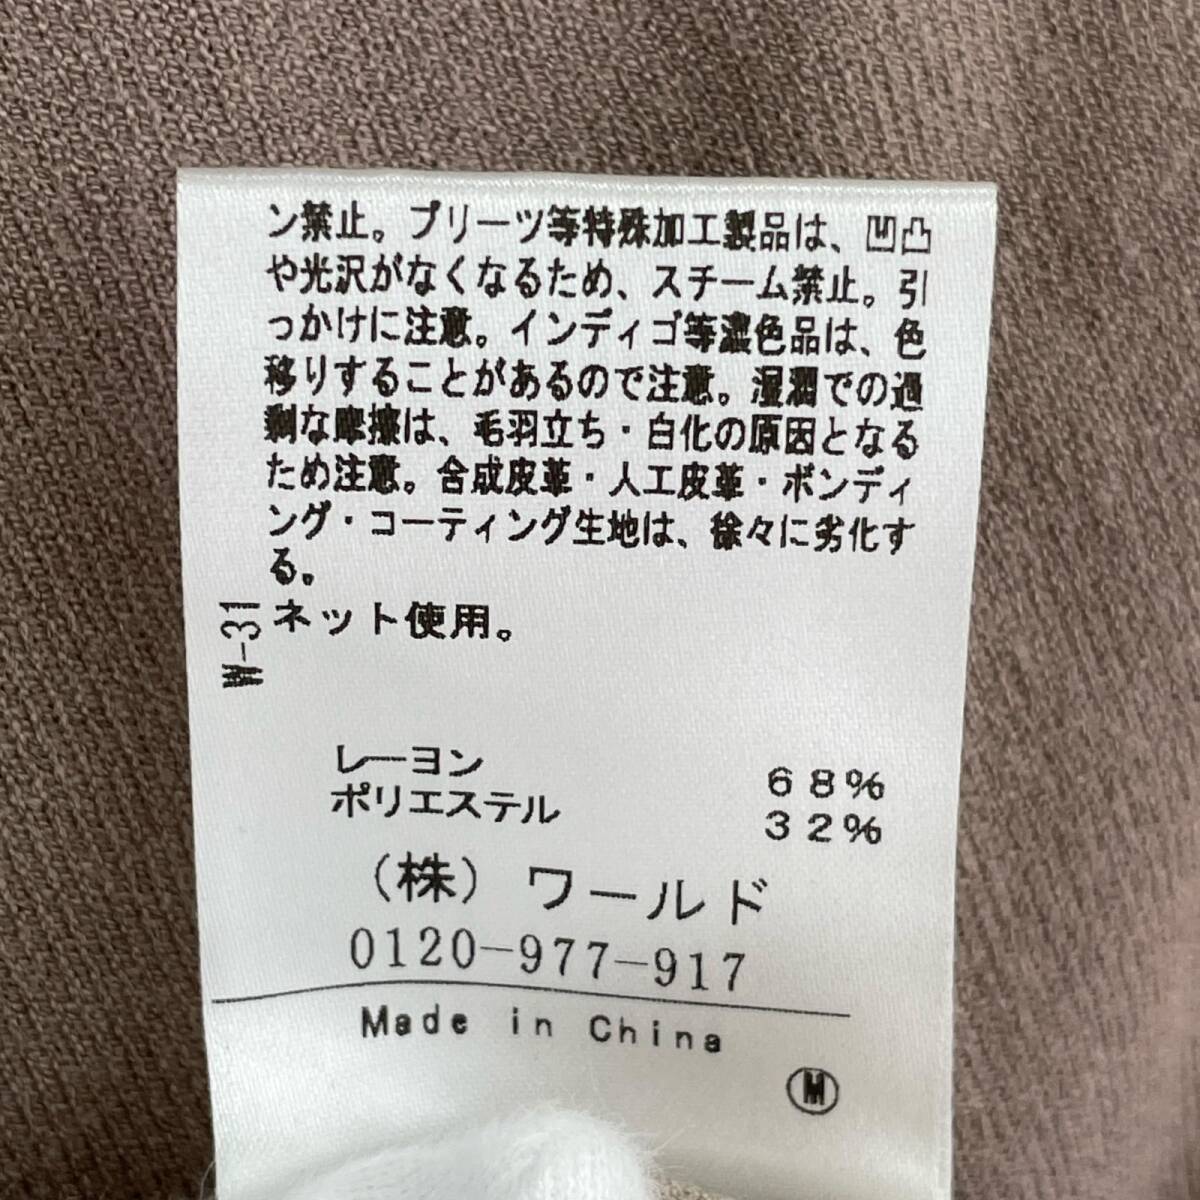 ン禁止。プリーツ等特殊加工製品は、凹凸
や光沢がなくなるため、スチーム禁止。引
っかけに注意。インディゴ等濃色品は、色
移りすることがあるので注意。湿潤での過
剰な摩擦は、毛羽立ち・白化の原因となる
ため注意。合成皮革・人工皮革・ボンディ
ング・コーティング生地は、徐々に劣化す
る。
ネット使用。
W-31
レーヨン 68%
ポリエステル 32%
(株) ワールド
0120-977-917
Made in China
M